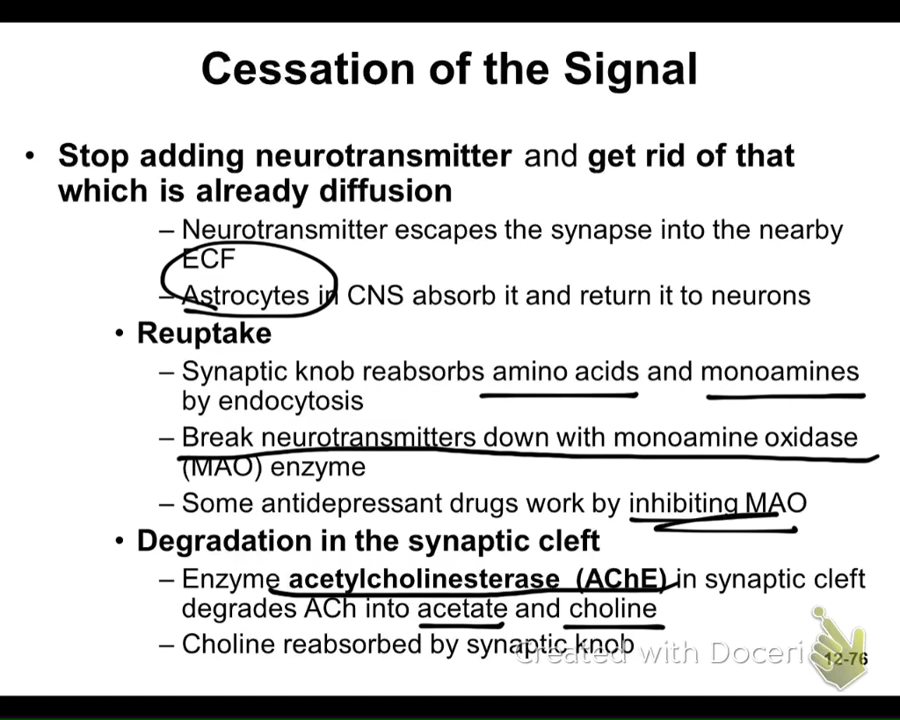 Cessation of the Signal
• Stop adding neurotransmitter and get rid of that
which is already diffusion
– Neurotransmitter escapes the synapse into the nearby
ECF
– Astrocytes in CNS absorb it and return it to neurons
• Reuptake
– Synaptic knob reabsorbs amino acids and monoamines
by endocytosis
– Break neurotransmitters down with monoamine oxidase
(MAO) enzyme
– Some antidepressant drugs work by inhibiting MAO
• Degradation in the synaptic cleft
– Enzyme acetylcholinesterase (AChE) in synaptic cleft
degrades ACh into acetate and choline
– Choline reabsorbed by synaptic knob
Created with Doceri
12-76